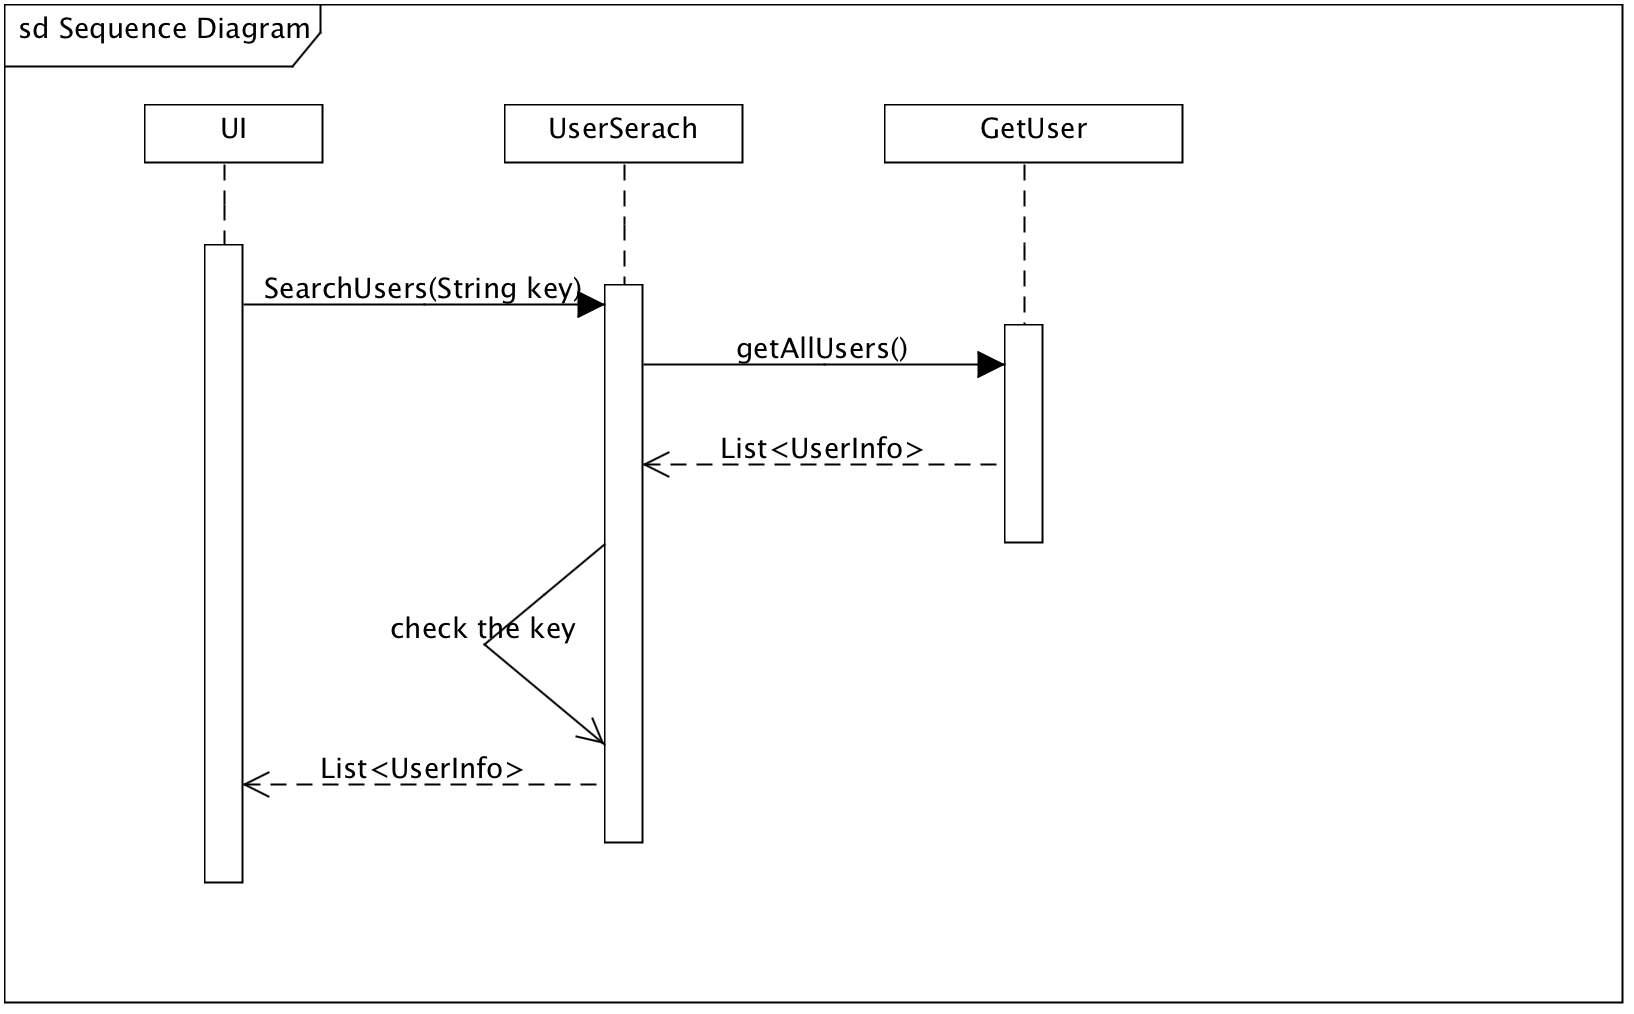 sd Sequence Diagram
UI
UserSerach
GetUser
SearchUsers(String key)
getAllUsers()
List<UserInfo>
check the key
List<UserInfo>